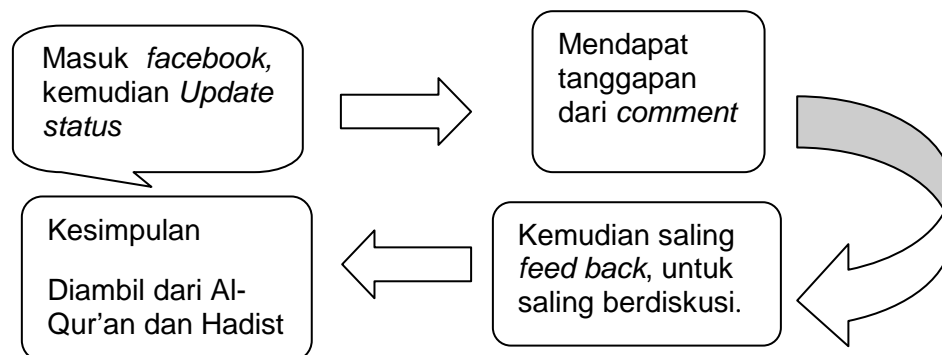 Masuk facebook,
kemudian Update
status
Mendapat
tanggapan
dari comment
Kemudian saling
feed back, untuk
saling berdiskusi.
Kesimpulan
Diambil dari Al-
Qur'an dan Hadist